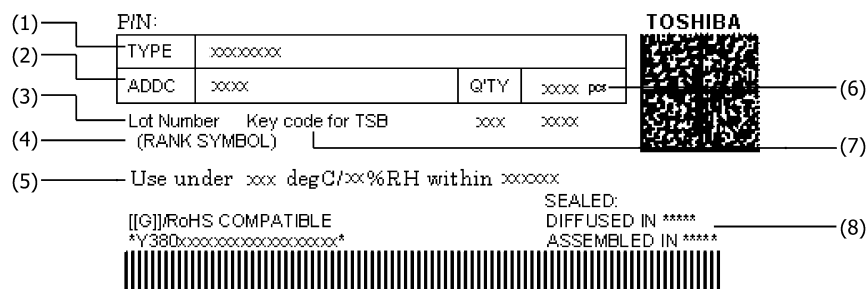 P/N: TOSHIBA
(1) TYPE xxxxxxxx
(2) ADDC xxxx Q'TY xxxx pcs (6)
(3) Lot Number Key code for TSB xxx xxxx
(4) (RANK SYMBOL) (7)
(5) Use under xxx degC/xx%RH within xxxxxx
SEALED:
[[G]]/RoHS COMPATIBLE DIFFUSED IN ***** (8)
*Y380xxxxxxxxxxxxxxxxxx* ASSEMBLED IN *****